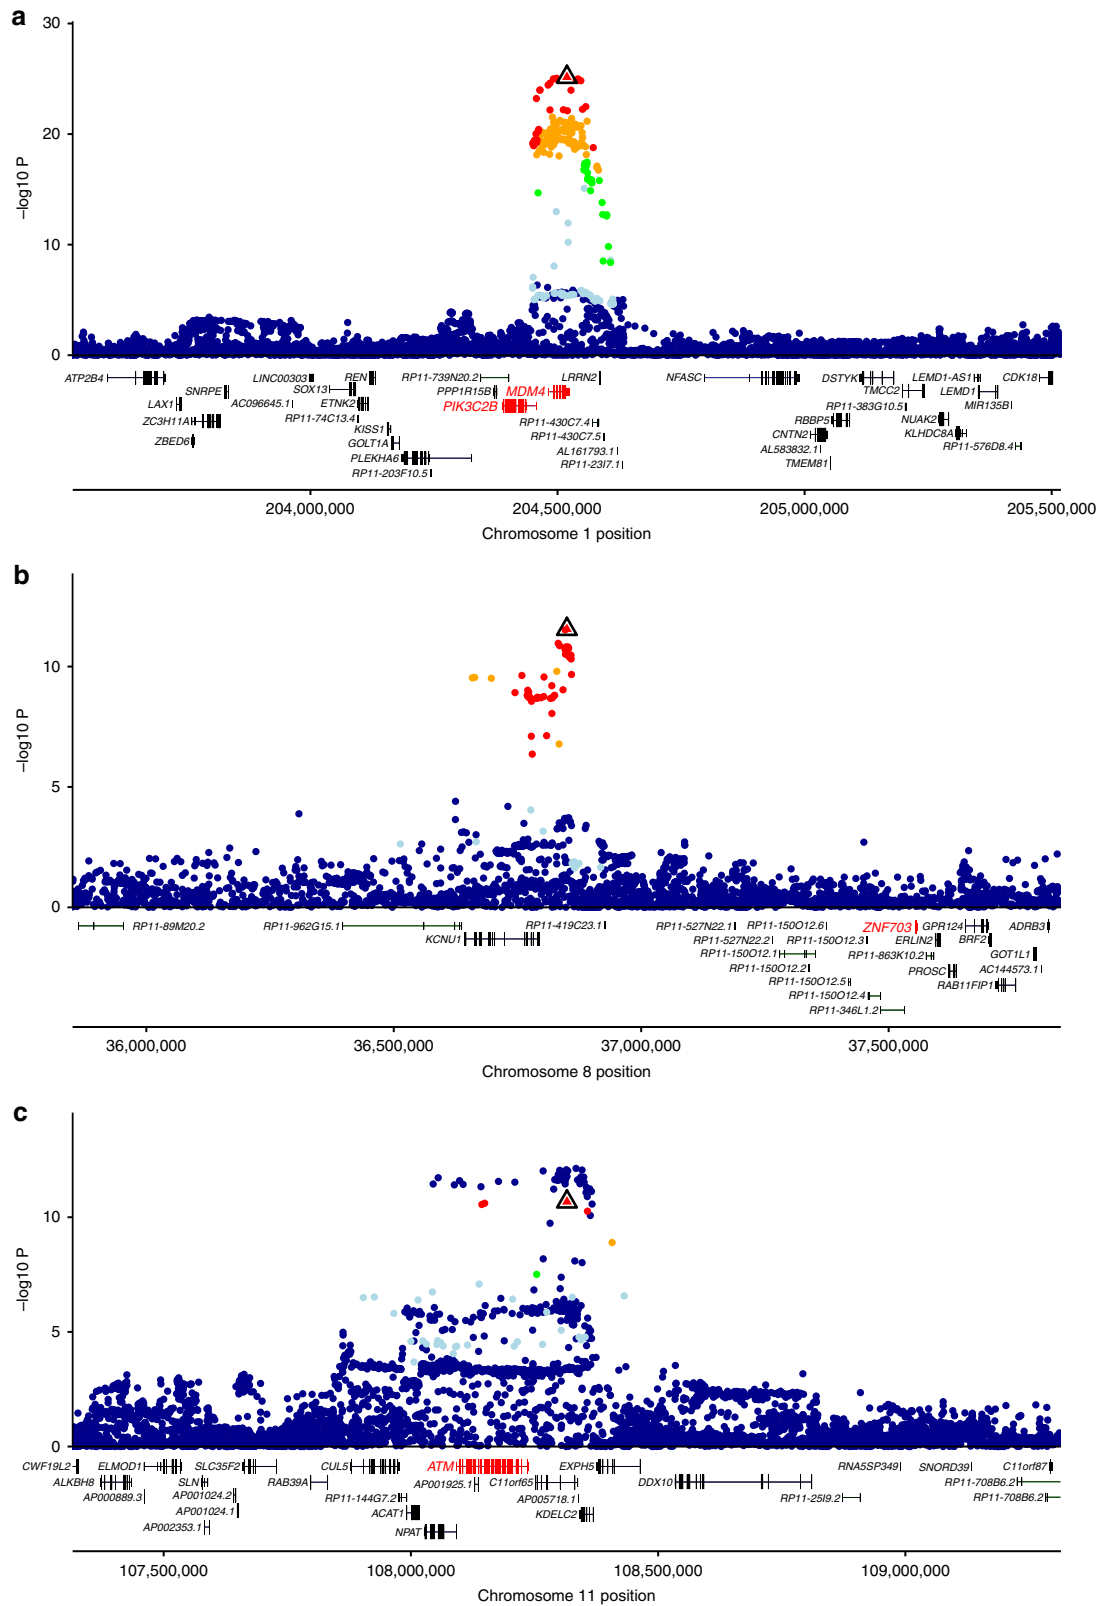 a
30
20
10
0
−log10 P
ATP2B4
LINC00303
REN
RP11-739N20.2
LRRN2
NFASC
DSTYK
LEMD1-AS1
CDK18
SNRPE
SOX13
PPP1R15B
MDM4
TMCC2
LEMD1
LAX1
AC096645.1
ETNK2
PIK3C2B
RP11-383G10.5
MIR135B
ZC3H11A
RP11-74C13.4
RP11-430C7.4
RBBP5
NUAK2
ZBED6
KISS1
RP11-430C7.5
CNTN2
KLHDC8A
GOLT1A
AL161793.1
AL583832.1
RP11-576D8.4
PLEKHA6
RP11-23I7.1
TMEM81
RP11-203F10.5
204,000,000
204,500,000
205,000,000
205,500,000
Chromosome 1 position
b
10
5
0
−log10 P
RP11-89M20.2
RP11-962G15.1
RP11-419C23.1
RP11-527N22.1
RP11-150O12.6
ZNF703
GPR124
ADRB3
KCNU1
RP11-527N22.2
RP11-150O12.3
ERLIN2
BRF2
RP11-150O12.1
RP11-863K10.2
GOT1L1
RP11-150O12.2
PROSC
AC144573.1
RP11-150O12.5
RAB11FIP1
RP11-150O12.4
RP11-346L1.2
36,000,000
36,500,000
37,000,000
37,500,000
Chromosome 8 position
c
10
5
0
−log10 P
CWF19L2
ELMOD1
SLC35F2
CUL5
ATM
EXPH5
RNA5SP349
SNORD39
C11orf87
ALKBH8
SLN
RAB39A
AP001925.1
C11orf65
DDX10
RP11-708B6.2
AP000889.3
AP001024.2
RP11-144G7.2
AP005718.1
RP11-25I9.2
RP11-708B6.2
AP001024.1
ACAT1
KDELC2
AP002353.1
NPAT
107,500,000
108,000,000
108,500,000
109,000,000
Chromosome 11 position